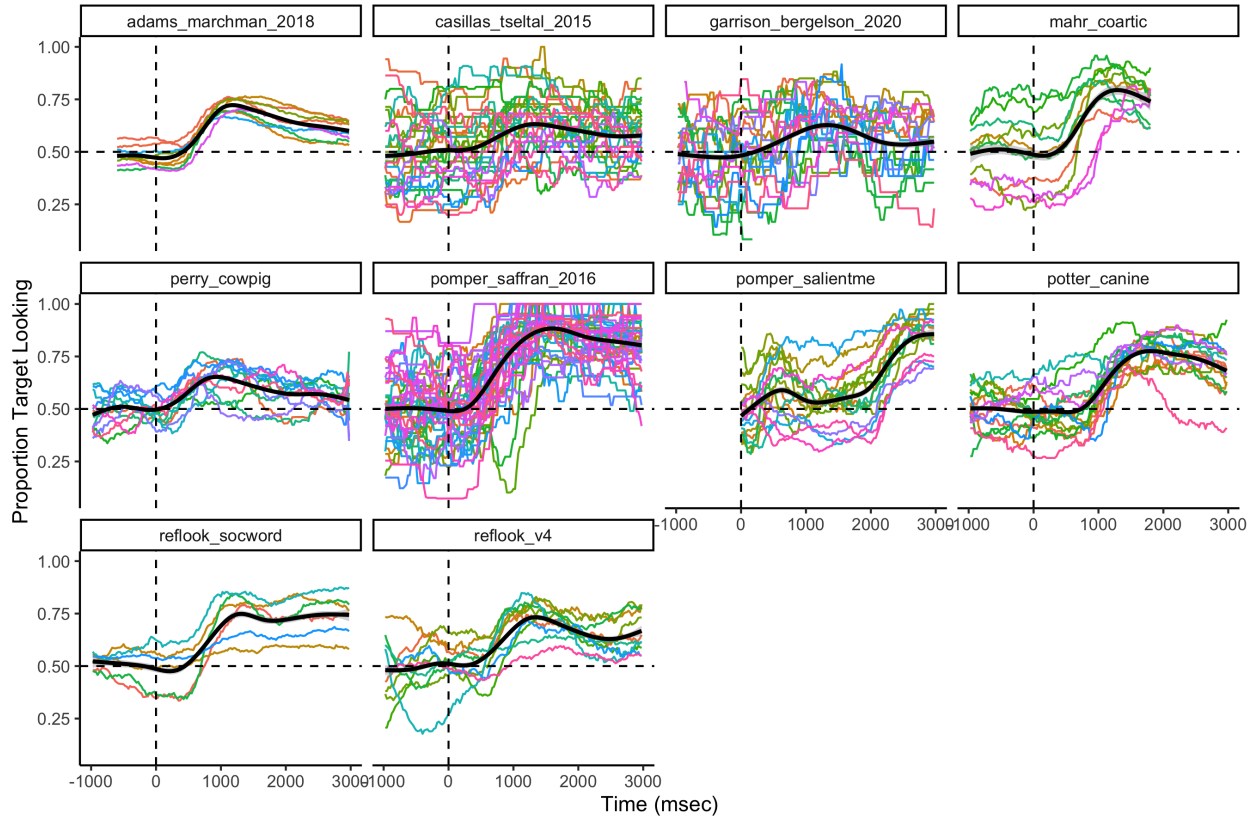 adams_marchman_2018 casillas_tseltal_2015 garrison_bergelson_2020 mahr_coartic
1.00
0.75
0.50
0.25
perry_cowpig pomper_saffran_2016 pomper_salientme potter_canine
1.00
0.75
0.50
0.25
-1000 0 1000 2000 3000 -1000 0 1000 2000 3000
reflook_socword reflook_v4
1.00
0.75
0.50
0.25
-1000 0 1000 2000 3000 -1000 0 1000 2000 3000
Time (msec)
Proportion Target Looking